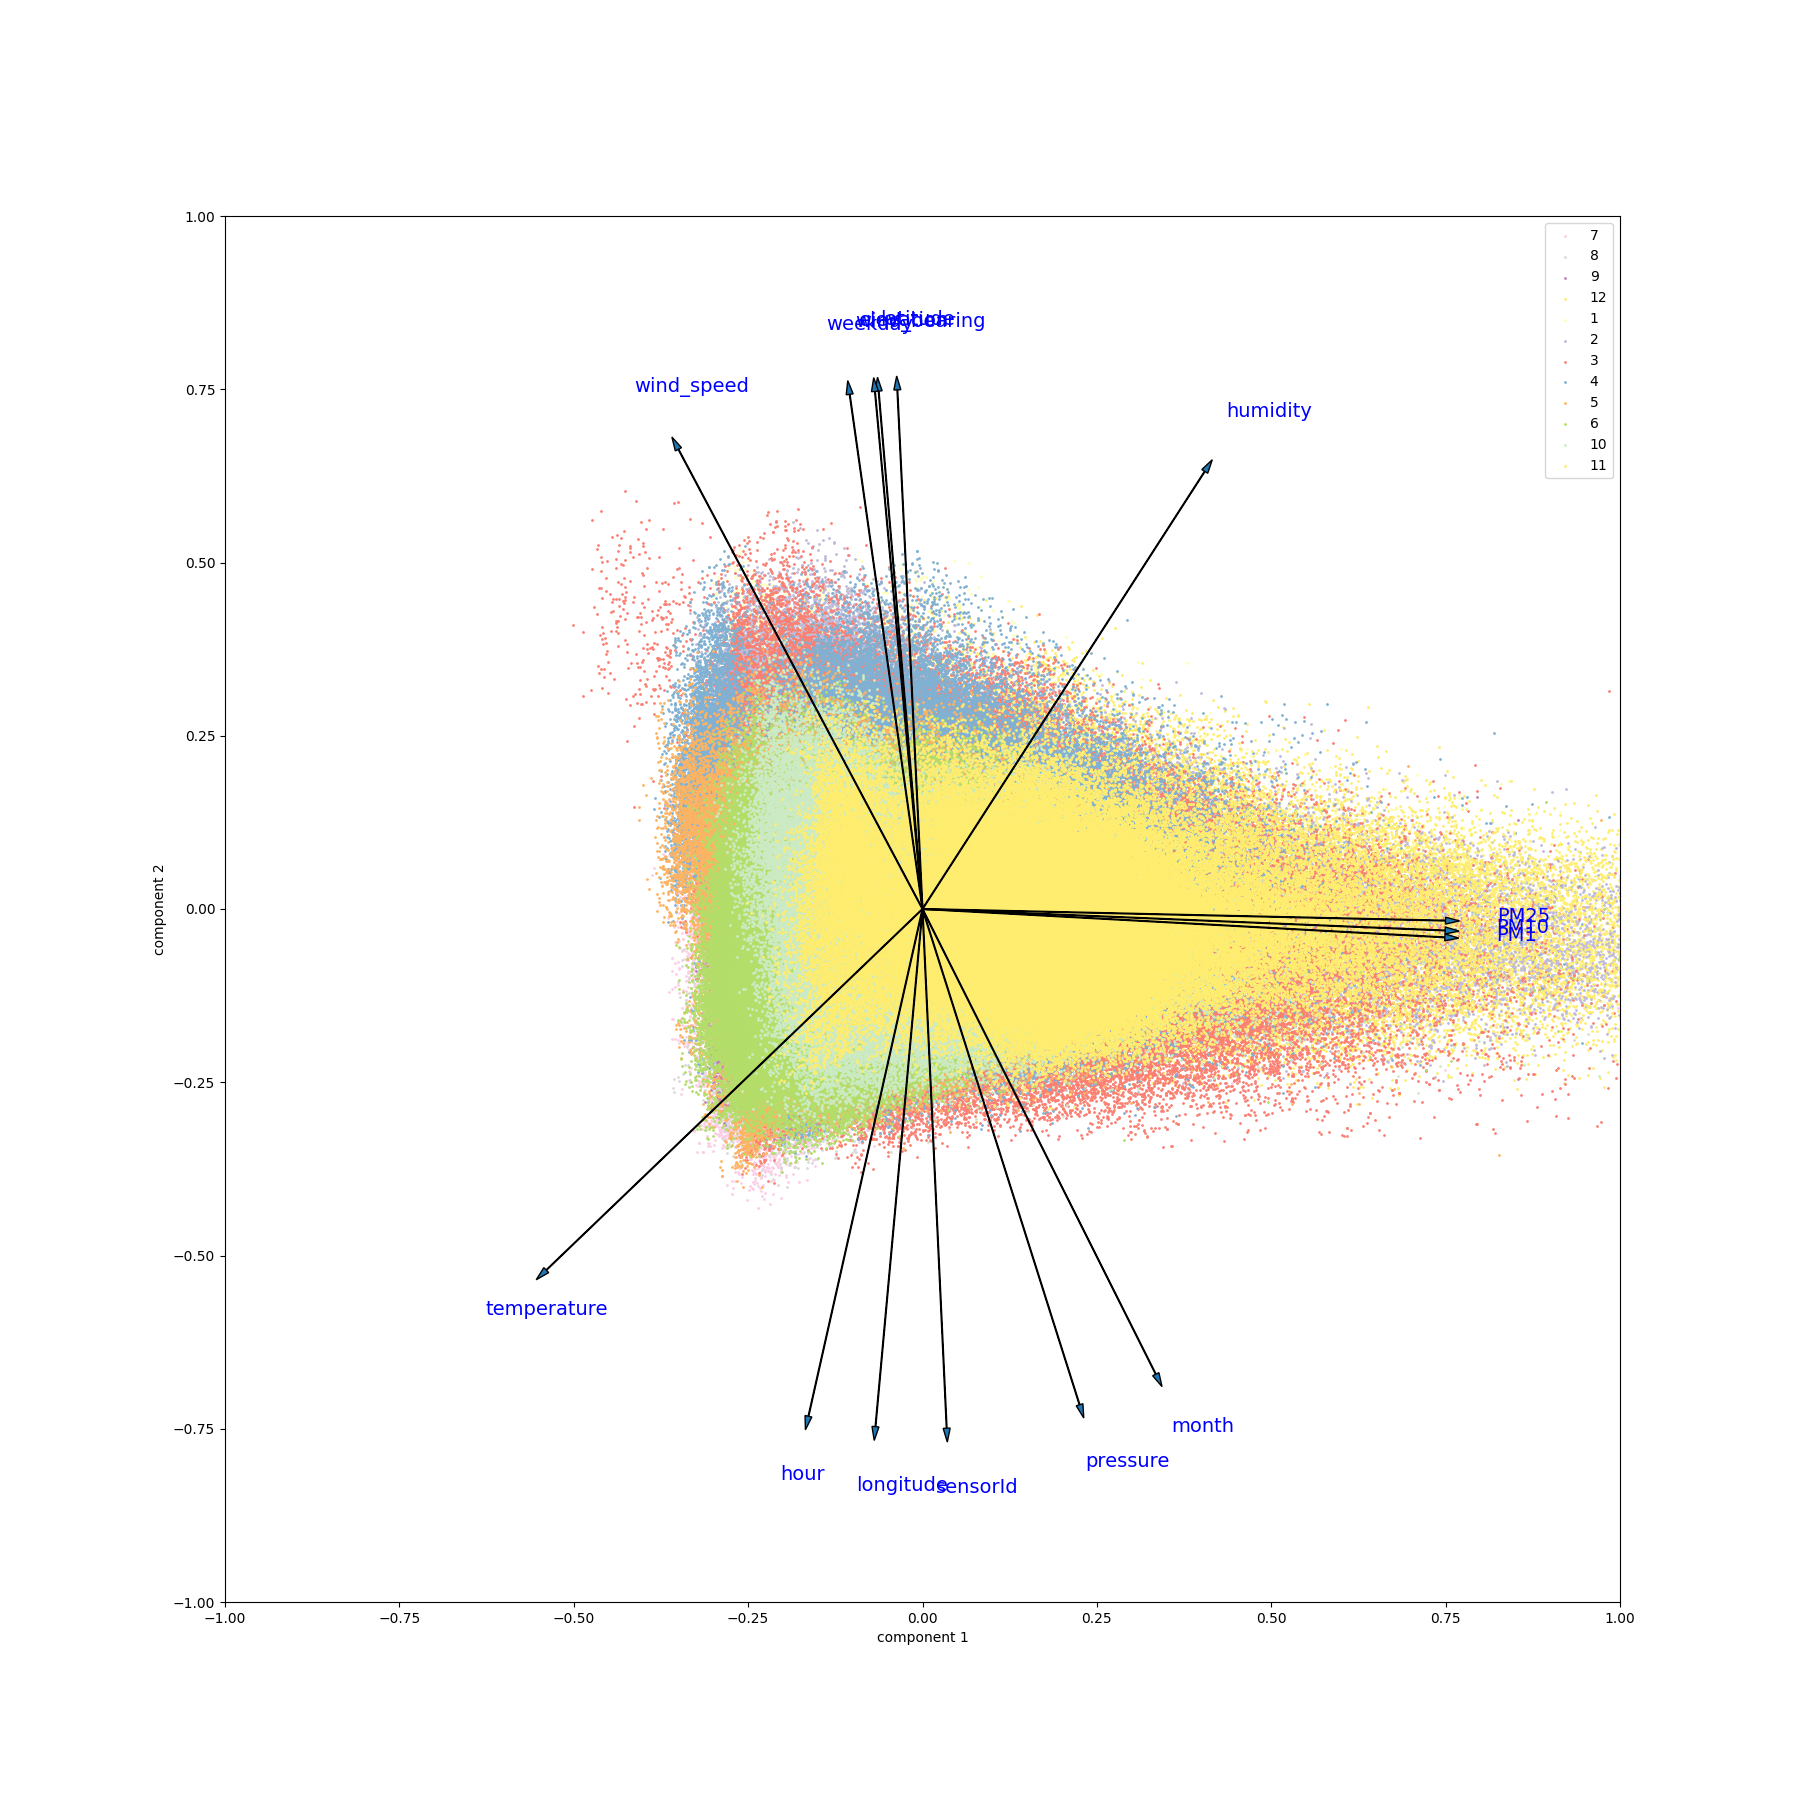 1.00
0.75
0.50
0.25
0.00
−0.25
−0.50
−0.75
−1.00
component 2
−1.00
−0.75
−0.50
−0.25
0.00
0.25
0.50
0.75
1.00
component 1
7
8
9
12
1
2
3
4
5
6
10
11
weekday
latitude
wind_speed
humidity
PM25
PM10
PM1
temperature
hour
longitude
sensorId
pressure
month